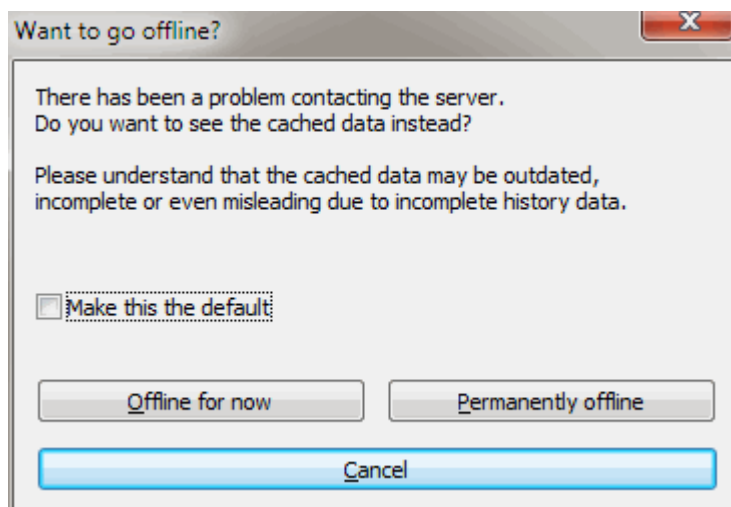 Want to go offline?
There has been a problem contacting the server.
Do you want to see the cached data instead?
Please understand that the cached data may be outdated,
incomplete or even misleading due to incomplete history data.
Make this the default
Offline for now
Permanently offline
Cancel